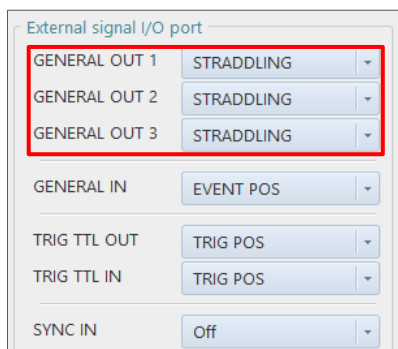 External signal I/O port
GENERAL OUT 1 STRADDLING
GENERAL OUT 2 STRADDLING
GENERAL OUT 3 STRADDLING
GENERAL IN EVENT POS
TRIG TTL OUT TRIG POS
TRIG TTL IN TRIG POS
SYNC IN Off